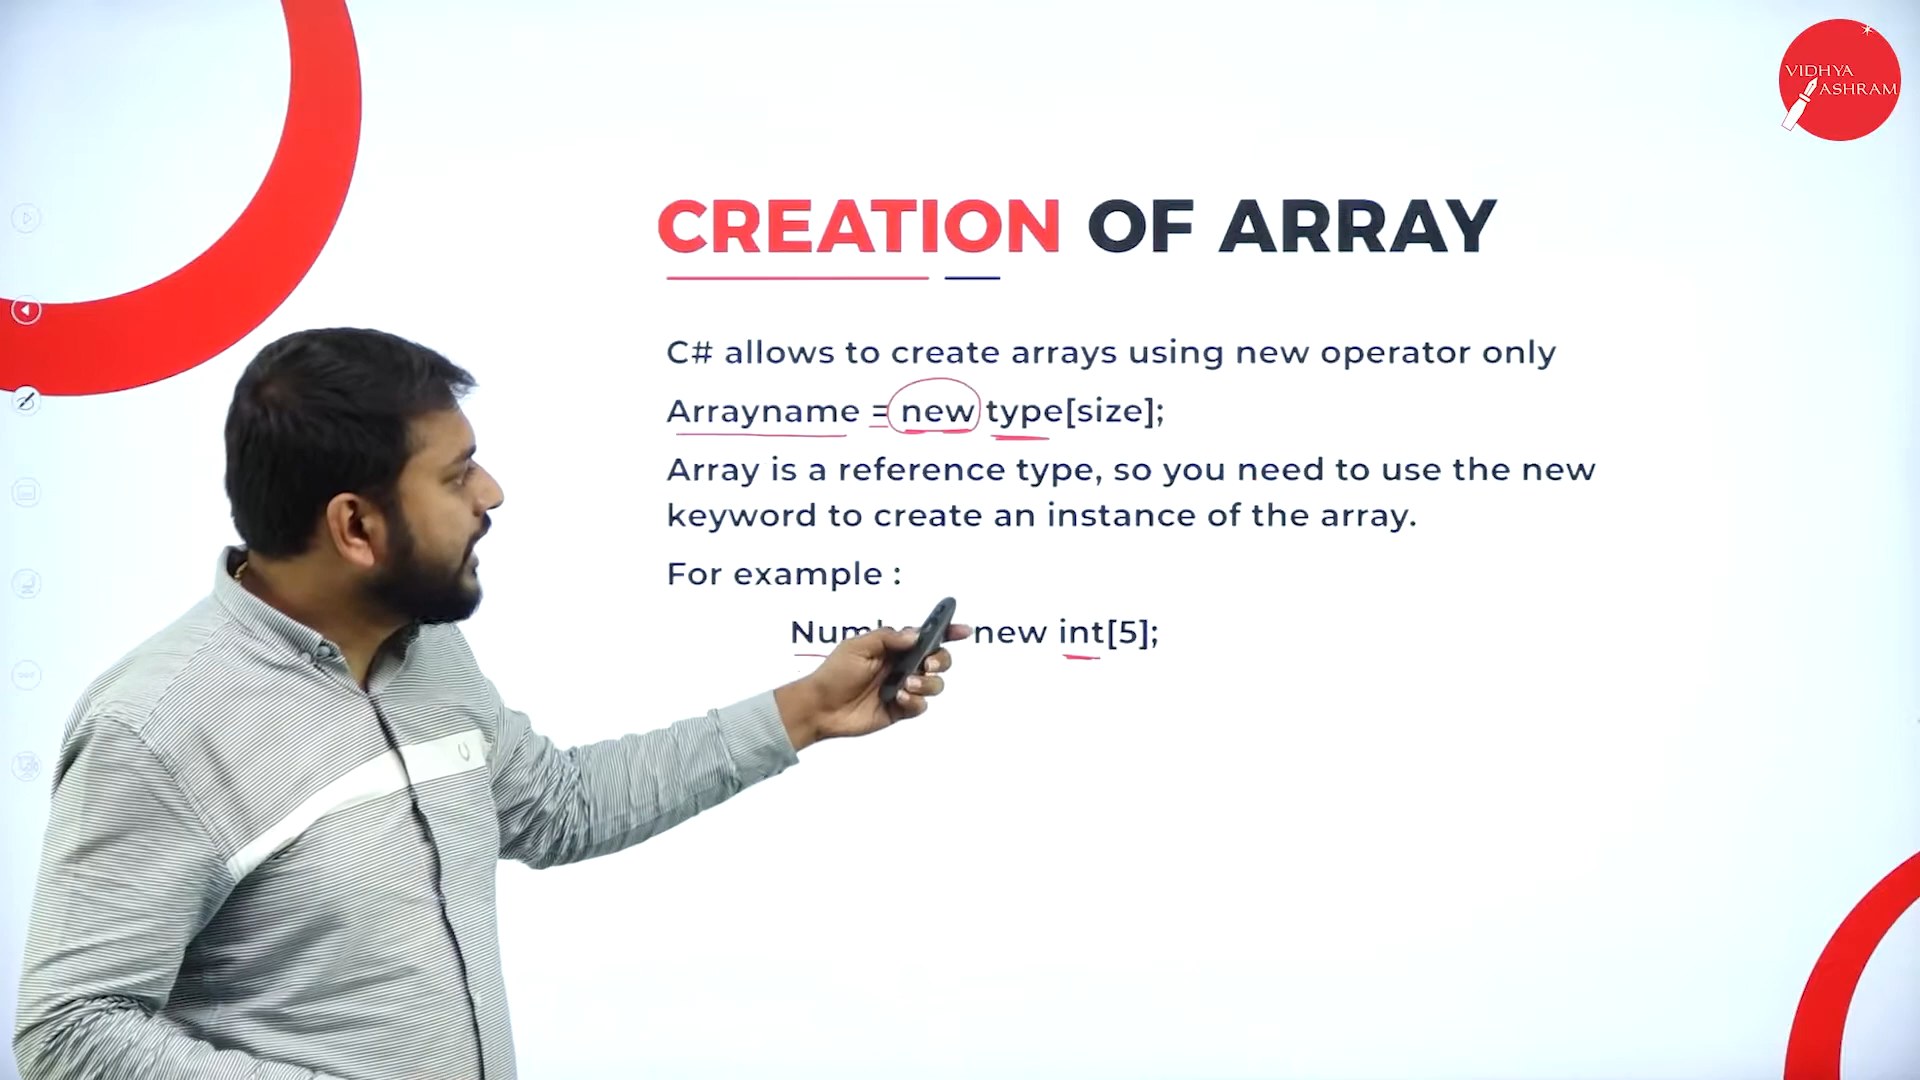 VIDHYA
ASHRAM
CREATION OF ARRAY
C# allows to create arrays using new operator only
Arrayname = new type[size];
Array is a reference type, so you need to use the new
keyword to create an instance of the array.
For example :
new int[5];